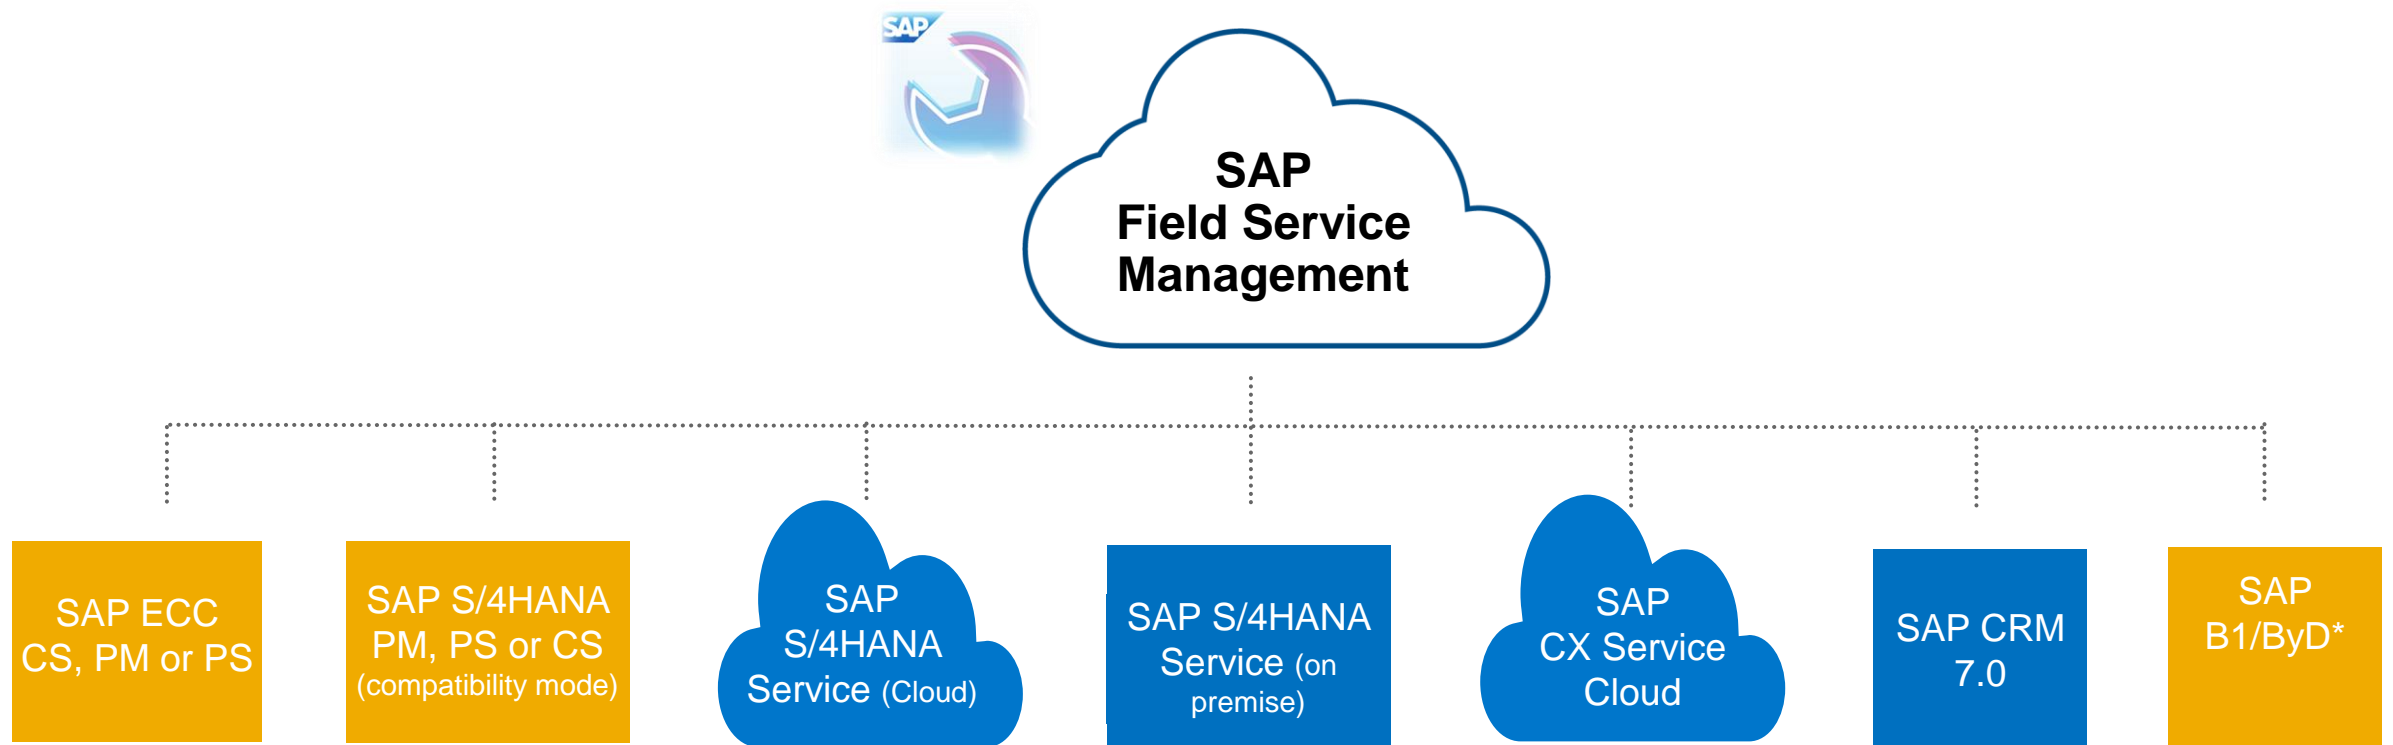 SAP
SAP
Field Service
Management
SAP ECC
CS, PM or PS
SAP S/4HANA
PM, PS or CS
(compatibility mode)
SAP
S/4HANA
Service (Cloud)
SAP S/4HANA
Service (on
premise)
SAP
CX Service
Cloud
SAP CRM
7.0
SAP
B1/ByD*